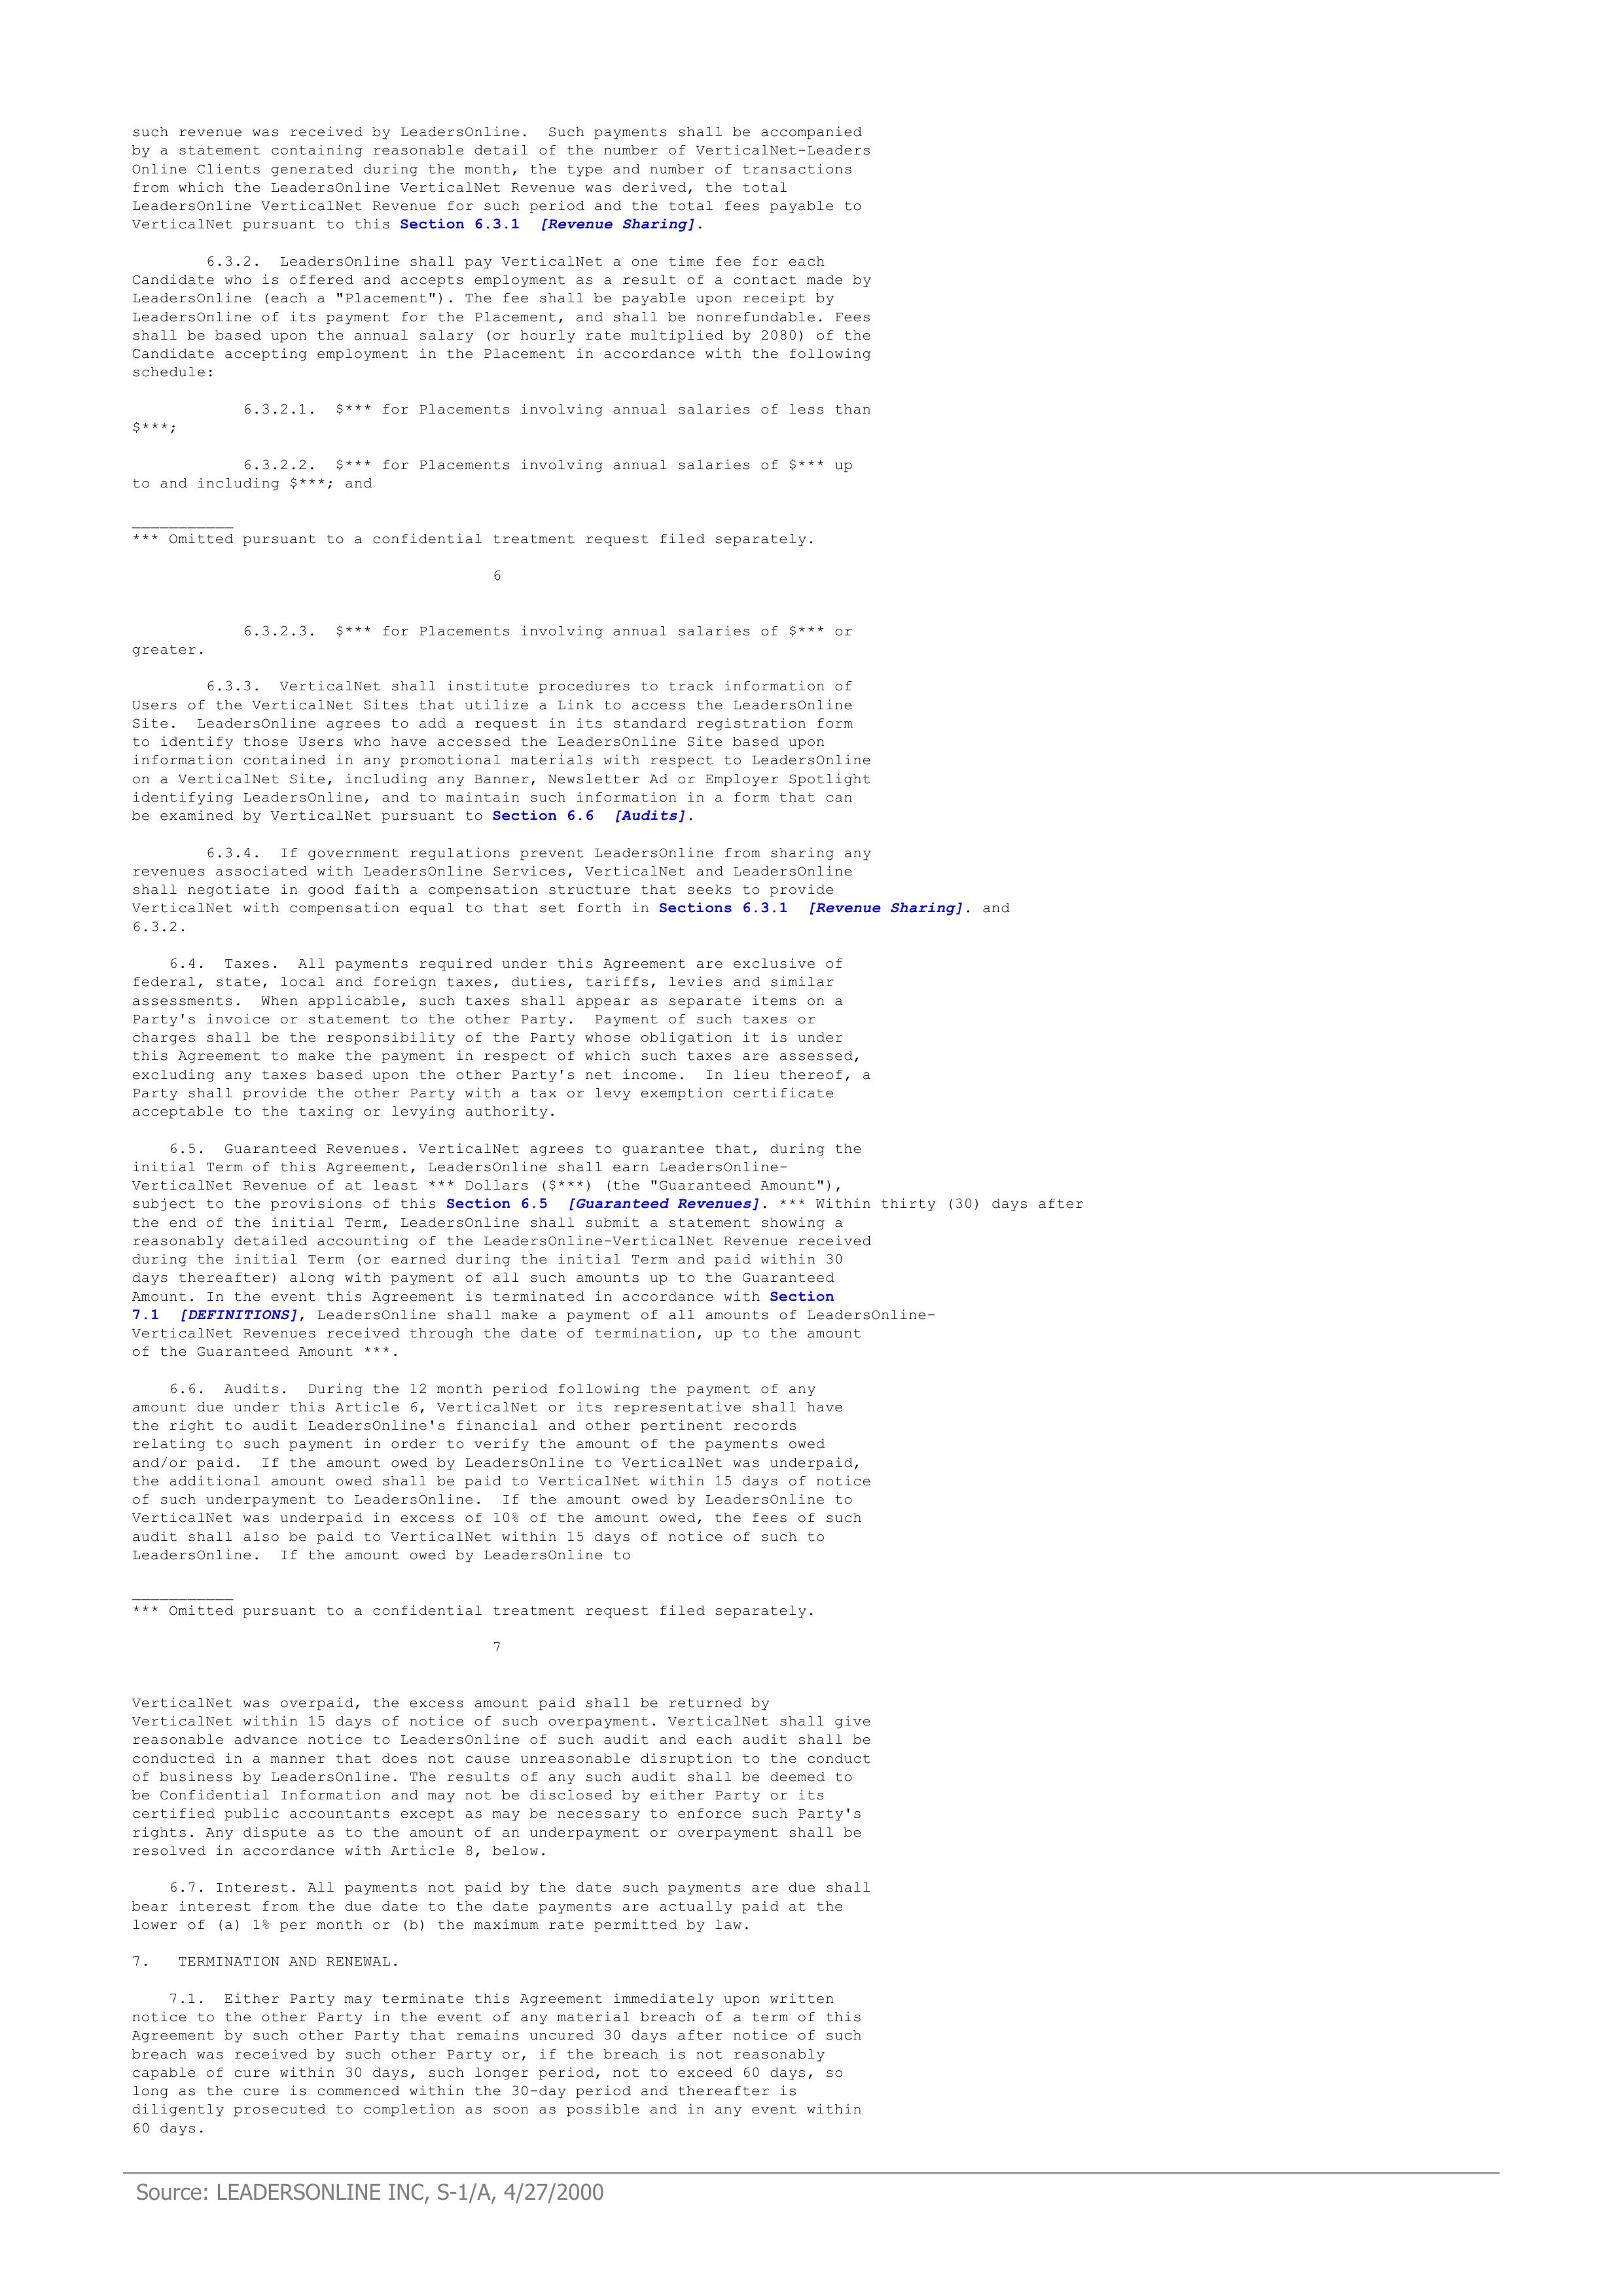 such revenue was received by LeadersOnline.  Such payments shall be accompanied
by a statement containing reasonable detail of the number of VerticalNet-Leaders
Online Clients generated during the month, the type and number of transactions
from which the LeadersOnline VerticalNet Revenue was derived, the total
LeadersOnline VerticalNet Revenue for such period and the total fees payable to
VerticalNet pursuant to this Section 6.3.1  [Revenue Sharing].
6.3.2.  LeadersOnline shall pay VerticalNet a one time fee for each
Candidate who is offered and accepts employment as a result of a contact made by
LeadersOnline (each a "Placement"). The fee shall be payable upon receipt by
LeadersOnline of its payment for the Placement, and shall be nonrefundable. Fees
shall be based upon the annual salary (or hourly rate multiplied by 2080) of the
Candidate accepting employment in the Placement in accordance with the following
schedule:
6.3.2.1.  $*** for Placements involving annual salaries of less than
$***;
6.3.2.2.  $*** for Placements involving annual salaries of $*** up
to and including $***; and
___________
*** Omitted pursuant to a confidential treatment request filed separately.
6
6.3.2.3.  $*** for Placements involving annual salaries of $*** or
greater.
6.3.3.  VerticalNet shall institute procedures to track information of
Users of the VerticalNet Sites that utilize a Link to access the LeadersOnline
Site.  LeadersOnline agrees to add a request in its standard registration form
to identify those Users who have accessed the LeadersOnline Site based upon
information contained in any promotional materials with respect to LeadersOnline
on a VerticalNet Site, including any Banner, Newsletter Ad or Employer Spotlight
identifying LeadersOnline, and to maintain such information in a form that can
be examined by VerticalNet pursuant to Section 6.6  [Audits].
6.3.4.  If government regulations prevent LeadersOnline from sharing any
revenues associated with LeadersOnline Services, VerticalNet and LeadersOnline
shall negotiate in good faith a compensation structure that seeks to provide
VerticalNet with compensation equal to that set forth in Sections 6.3.1  [Revenue Sharing]. and
6.3.2.
6.4.  Taxes.  All payments required under this Agreement are exclusive of
federal, state, local and foreign taxes, duties, tariffs, levies and similar
assessments.  When applicable, such taxes shall appear as separate items on a
Party's invoice or statement to the other Party.  Payment of such taxes or
charges shall be the responsibility of the Party whose obligation it is under
this Agreement to make the payment in respect of which such taxes are assessed,
excluding any taxes based upon the other Party's net income.  In lieu thereof, a
Party shall provide the other Party with a tax or levy exemption certificate
acceptable to the taxing or levying authority.
6.5.  Guaranteed Revenues. VerticalNet agrees to guarantee that, during the
initial Term of this Agreement, LeadersOnline shall earn LeadersOnline-
VerticalNet Revenue of at least *** Dollars ($***) (the "Guaranteed Amount"),
subject to the provisions of this Section 6.5  [Guaranteed Revenues]. *** Within thirty (30) days after
the end of the initial Term, LeadersOnline shall submit a statement showing a
reasonably detailed accounting of the LeadersOnline-VerticalNet Revenue received
during the initial Term (or earned during the initial Term and paid within 30
days thereafter) along with payment of all such amounts up to the Guaranteed
Amount. In the event this Agreement is terminated in accordance with Section
7.1  [DEFINITIONS], LeadersOnline shall make a payment of all amounts of LeadersOnline-
VerticalNet Revenues received through the date of termination, up to the amount
of the Guaranteed Amount ***.
6.6.  Audits.  During the 12 month period following the payment of any
amount due under this Article 6, VerticalNet or its representative shall have
the right to audit LeadersOnline's financial and other pertinent records
relating to such payment in order to verify the amount of the payments owed
and/or paid.  If the amount owed by LeadersOnline to VerticalNet was underpaid,
the additional amount owed shall be paid to VerticalNet within 15 days of notice
of such underpayment to LeadersOnline.  If the amount owed by LeadersOnline to
VerticalNet was underpaid in excess of 10% of the amount owed, the fees of such
audit shall also be paid to VerticalNet within 15 days of notice of such to
LeadersOnline.  If the amount owed by LeadersOnline to
___________
*** Omitted pursuant to a confidential treatment request filed separately.
7
VerticalNet was overpaid, the excess amount paid shall be returned by
VerticalNet within 15 days of notice of such overpayment. VerticalNet shall give
reasonable advance notice to LeadersOnline of such audit and each audit shall be
conducted in a manner that does not cause unreasonable disruption to the conduct
of business by LeadersOnline. The results of any such audit shall be deemed to
be Confidential Information and may not be disclosed by either Party or its
certified public accountants except as may be necessary to enforce such Party's
rights. Any dispute as to the amount of an underpayment or overpayment shall be
resolved in accordance with Article 8, below.
6.7. Interest. All payments not paid by the date such payments are due shall
bear interest from the due date to the date payments are actually paid at the
lower of (a) 1% per month or (b) the maximum rate permitted by law.
7.   TERMINATION AND RENEWAL.
7.1.  Either Party may terminate this Agreement immediately upon written
notice to the other Party in the event of any material breach of a term of this
Agreement by such other Party that remains uncured 30 days after notice of such
breach was received by such other Party or, if the breach is not reasonably
capable of cure within 30 days, such longer period, not to exceed 60 days, so
long as the cure is commenced within the 30-day period and thereafter is
diligently prosecuted to completion as soon as possible and in any event within
60 days.
Source: LEADERSONLINE INC, S-1/A, 4/27/2000